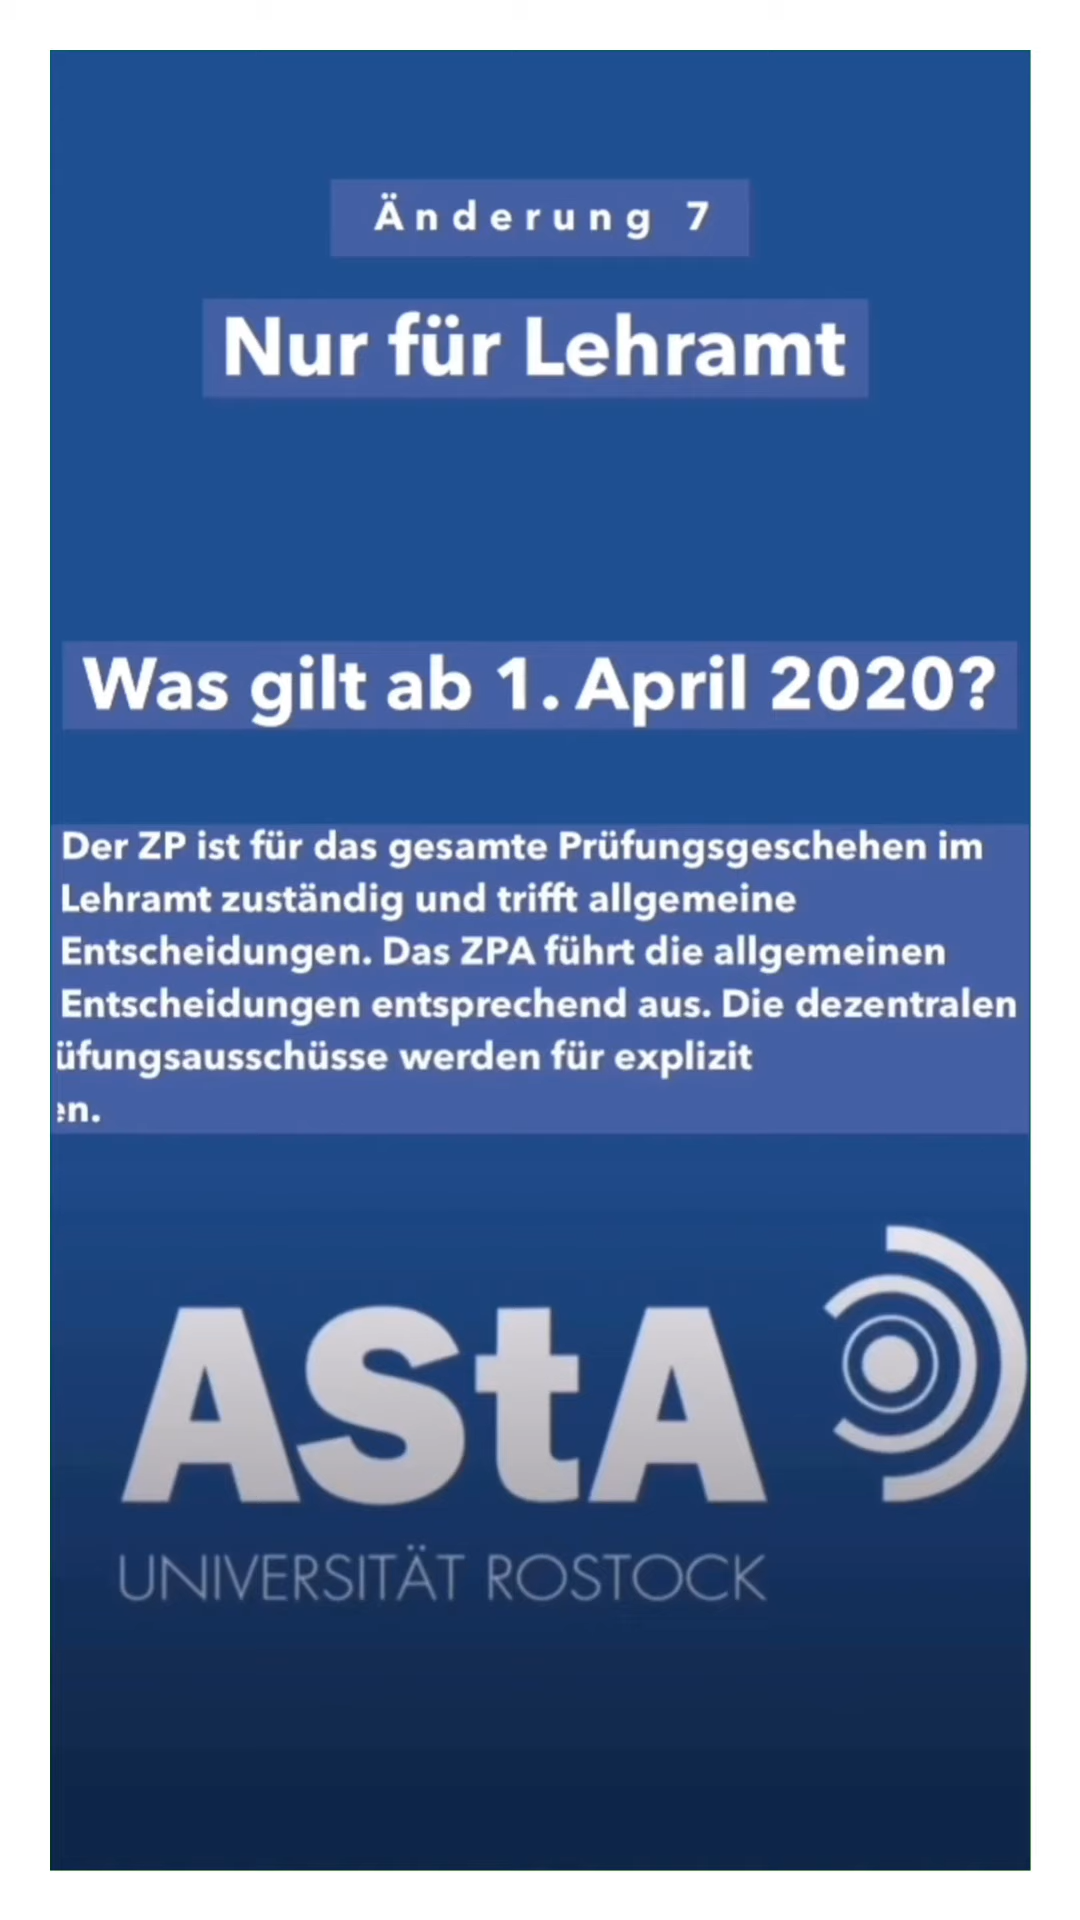 Änderung 7
Nur für Lehramt
Was gilt ab 1. April 2020?
Der ZP ist für das gesamte Prüfungsgeschehen im
Lehramt zuständig und trifft allgemeine
Entscheidungen. Das ZPA führt die allgemeinen
Entscheidungen entsprechend aus. Die dezentralen
üfungsausschüsse werden für explizit
en.
AStA
UNIVERSITÄT ROSTOCK